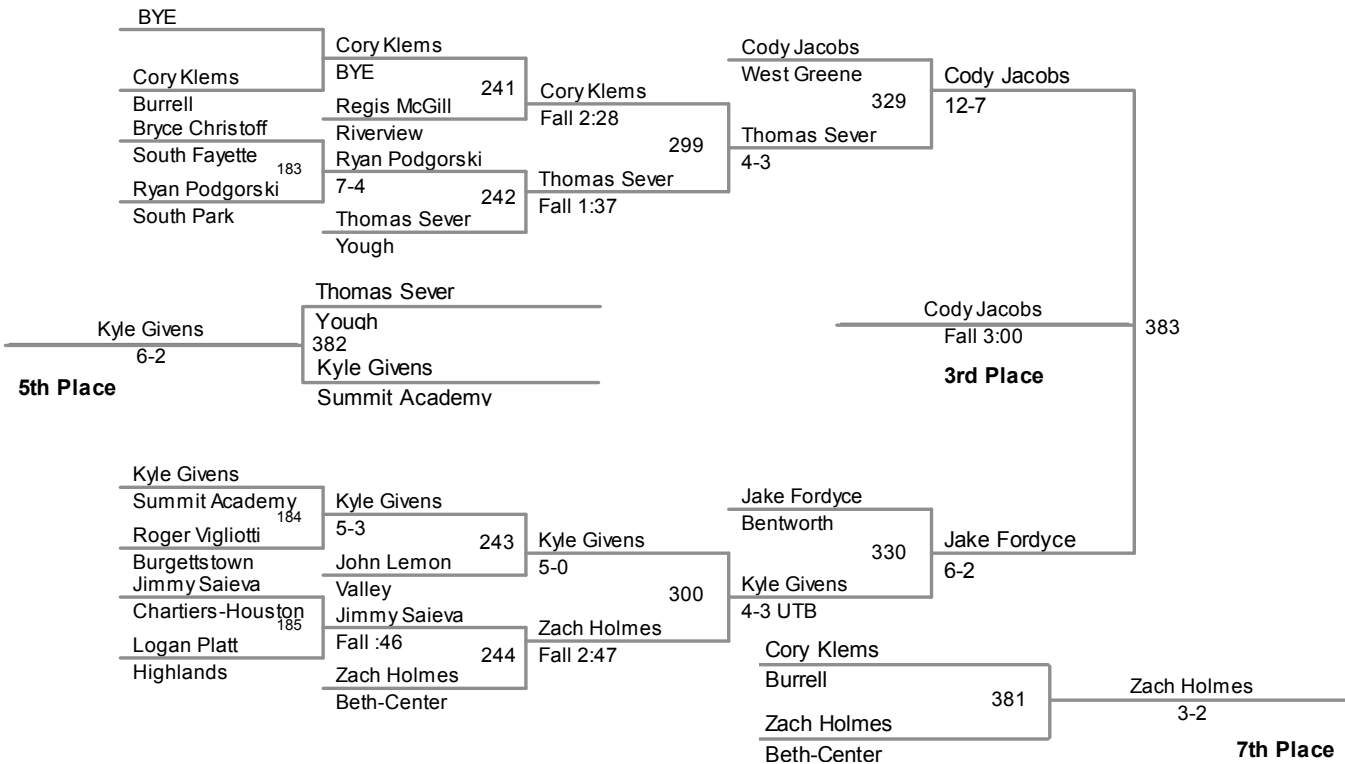 BYE
Cory Klems
Burrell
Bryce Christoff
South Fayette
183
Ryan Podgorski
South Park
Cory Klems
BYE
241
Regis McGill
Riverview
Ryan Podgorski
7-4
242
Thomas Sever
Yough
Cory Klems
Fall 2:28
299
Thomas Sever
Fall 1:37
Cody Jacobs
West Greene
329
Thomas Sever
4-3
Cody Jacobs
12-7
Thomas Sever
Yough
382
Kyle Givens
Summit Academy
Kyle Givens
6-2
5th Place
Cody Jacobs
Fall 3:00
383
3rd Place
Kyle Givens
Summit Academy
184
Roger Vigliotti
Burgettstown
Jimmy Saieva
Chartiers-Houston
185
Logan Platt
Highlands
Kyle Givens
5-3
243
John Lemon
Valley
Jimmy Saieva
Fall :46
244
Zach Holmes
Beth-Center
Kyle Givens
5-0
300
Zach Holmes
Fall 2:47
Jake Fordyce
Bentworth
330
Kyle Givens
4-3 UTB
Jake Fordyce
6-2
Cory Klems
Burrell
381
Zach Holmes
Beth-Center
Zach Holmes
3-2
7th Place